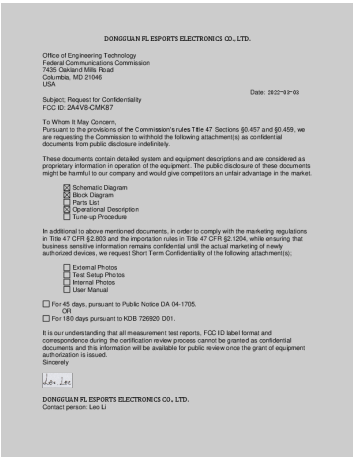 DONGGUAN FL ESPORTS ELECTRONICS CO., LTD.
Office of Engineering Technology
Federal Communications Commission
7435 Oakland Mills Road
Columbia, MD 21046
USA
Date: 2022-03-03
Subject; Request for Confidentiality
FCC ID: 2A4V8-CMK87
To Whom It May Concern,
Pursuant to the provisions of the Commission's rules Title 47 Sections §0.457 and §0.459, we
are requesting the Commission to withhold the following attachment(s) as confidential
documents from public disclosure indefinitely.
These documents contain detailed system and equipment descriptions and are considered as
proprietary information in operation of the equipment. The public disclosure of these documents
might be harmful to our company and would give competitors an unfair advantage in the market.
☒ Schematic Diagram
☒ Block Diagram
☐ Parts List
☒ Operational Description
☐ Tune-up Procedure
In additional to above mentioned documents, in order to comply with the marketing regulations
in Title 47 CFR §2.803 and the importation rules in Title 47 CFR §2.1204, while ensuring that
business sensitive information remains confidential until the actual marketing of newly
authorized devices, we request Short Term Confidentiality of the following attachment(s);
☐ External Photos
☐ Test Setup Photos
☐ Internal Photos
☐ User Manual
☐ For 45 days, pursuant to Public Notice DA 04-1705.
OR
☐ For 180 days pursuant to KDB 726920 D01.
It is our understanding that all measurement test reports, FCC ID label format and
correspondence during the certification review process cannot be granted as confidential
documents and this information will be available for public review once the grant of equipment
authorization is issued.
Sincerely
DONGGUAN FL ESPORTS ELECTRONICS CO., LTD.
Contact person: Leo Li